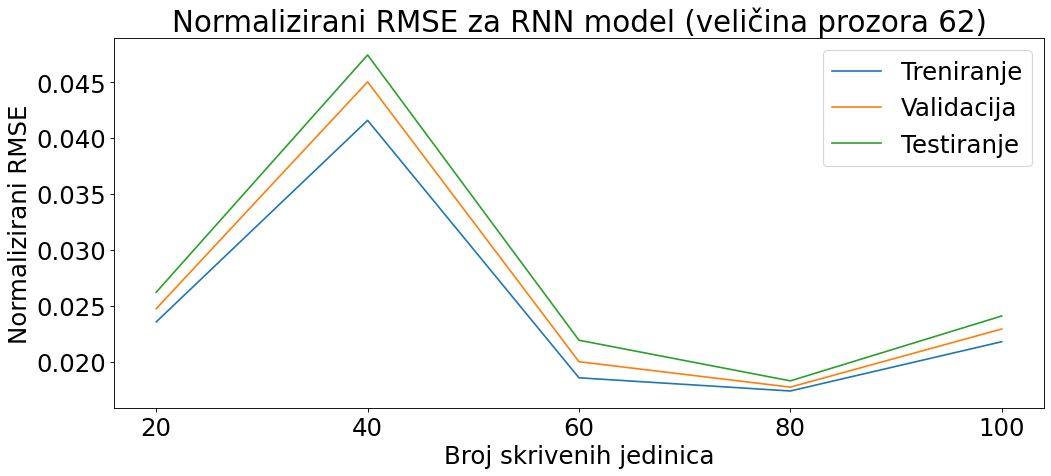 Normalizirani RMSE za RNN model (veličina prozora 62)
Treniranje
Validacija
Testiranje
Normalizirani RMSE
0.045
0.040
0.035
0.030
0.025
0.020
20 40 60 80 100
Broj skrivenih jedinica